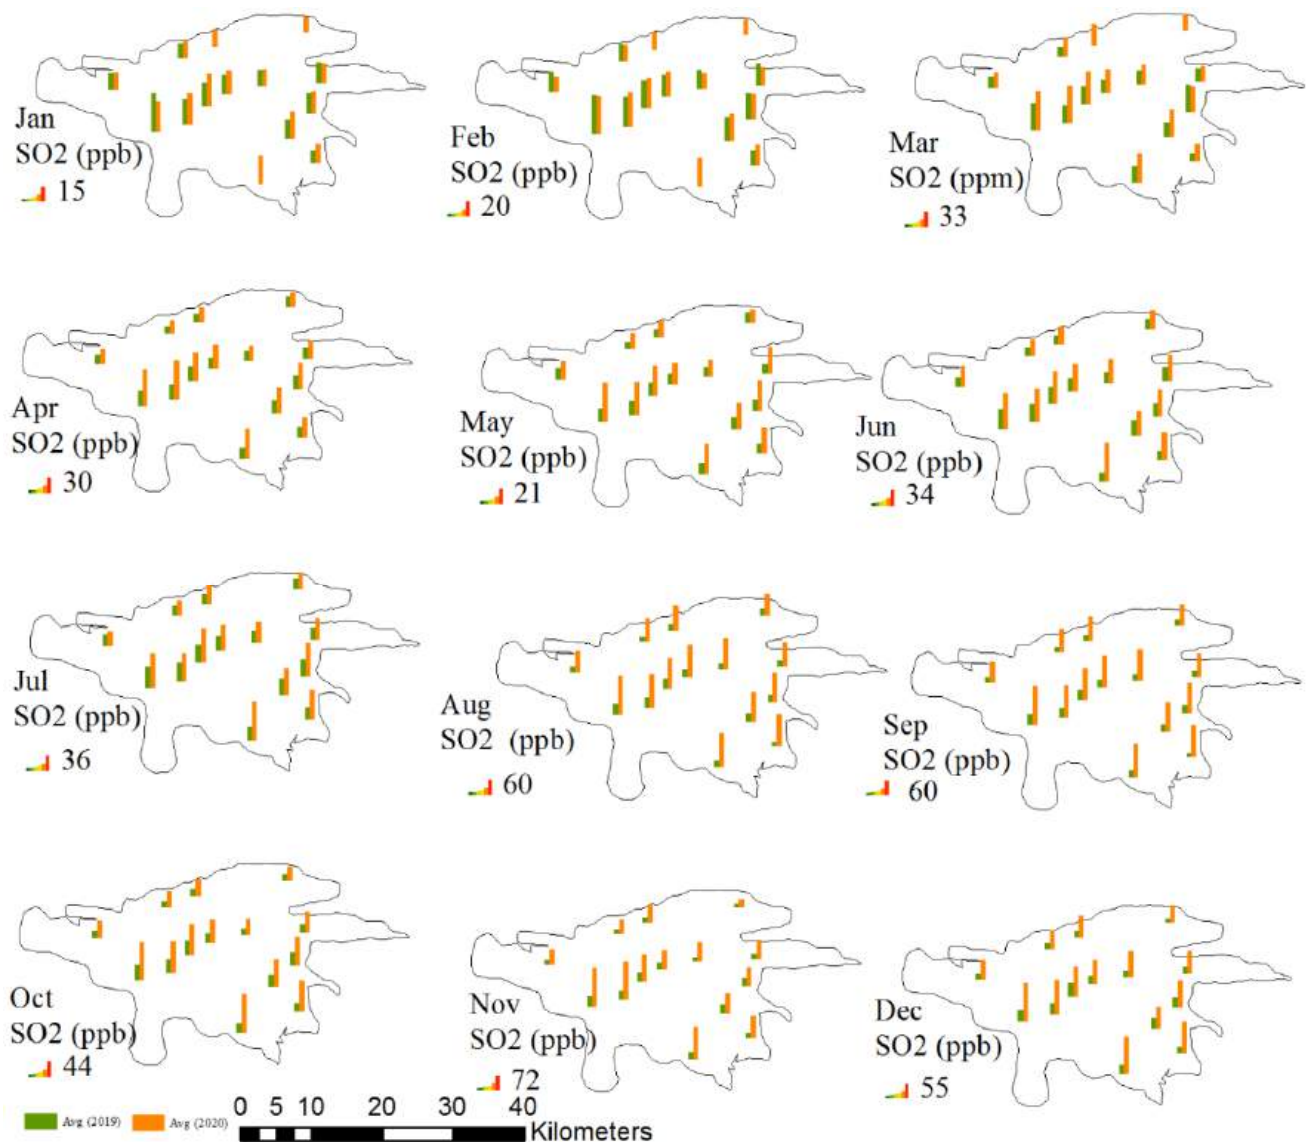 Jan
SO2 (ppb)
15
Feb
SO2 (ppb)
20
Mar
SO2 (ppm)
33
Apr
SO2 (ppb)
30
May
SO2 (ppb)
21
Jun
SO2 (ppb)
34
Jul
SO2 (ppb)
36
Aug
SO2 (ppb)
60
Sep
SO2 (ppb)
60
Oct
SO2 (ppb)
44
Nov
SO2 (ppb)
72
Dec
SO2 (ppb)
55
Avg (2019) Avg (2020)
0 5 10 20 30 40
Kilometers